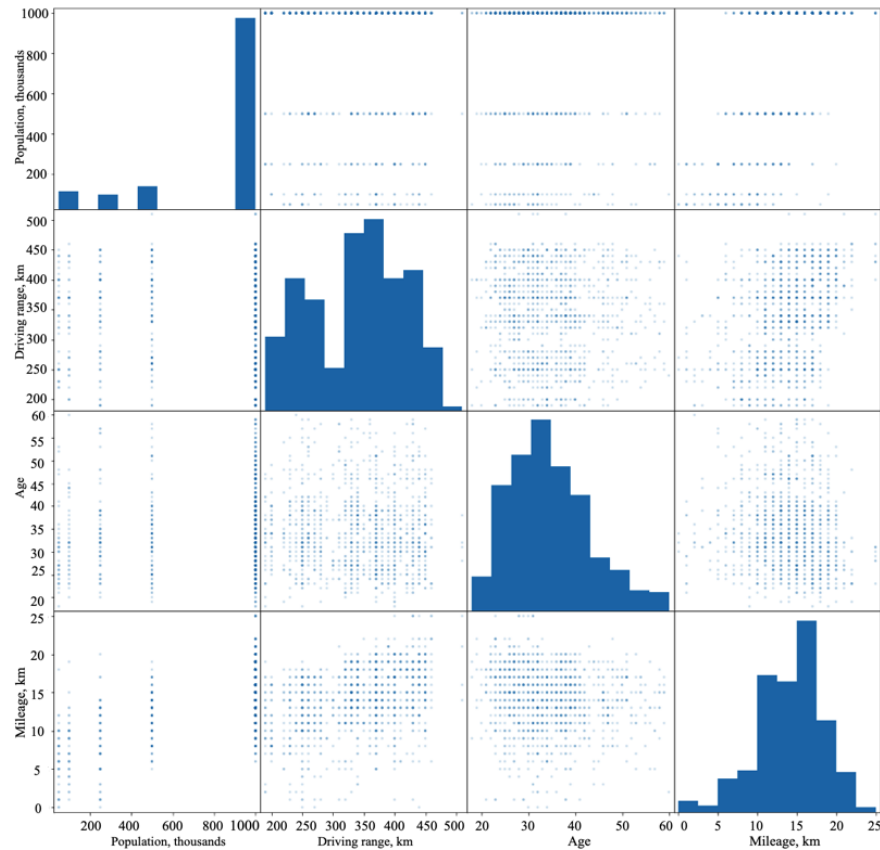 1000
800
600
400
200
Population, thousands
500
450
400
350
300
250
200
Driving range, km
60
55
50
45
40
35
30
25
20
Age
25
20
15
10
5
0
Mileage, km
200 400 600 800 1000
Population, thousands
200 250 300 350 400 450 500
Driving range, km
20 30 40 50 60
Age
0 5 10 15 20 25
Mileage, km